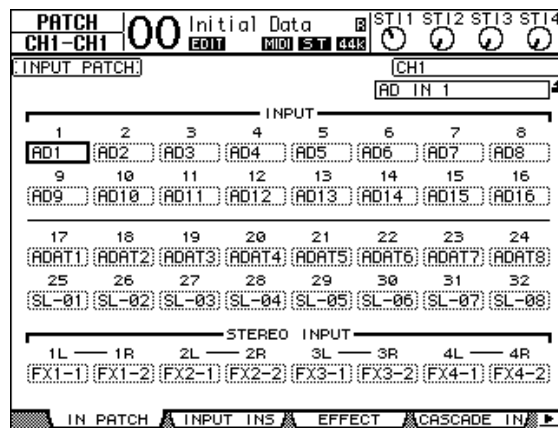 PATCH
CH1-CH1
00
Initial Data R
EDIT MIDI ST 44k
STI1 STI2 STI3 STI4
INPUT PATCH
CH1
AD IN 1
INPUT
1 2 3 4 5 6 7 8
AD1 AD2 AD3 AD4 AD5 AD6 AD7 AD8
9 10 11 12 13 14 15 16
AD9 AD10 AD11 AD12 AD13 AD14 AD15 AD16
17 18 19 20 21 22 23 24
ADAT1 ADAT2 ADAT3 ADAT4 ADAT5 ADAT6 ADAT7 ADAT8
25 26 27 28 29 30 31 32
SL-01 SL-02 SL-03 SL-04 SL-05 SL-06 SL-07 SL-08
STEREO INPUT
1L 1R 2L 2R 3L 3R 4L 4R
FX1-1 FX1-2 FX2-1 FX2-2 FX3-1 FX3-2 FX4-1 FX4-2
IN PATCH INPUT INS EFFECT CASCADE IN